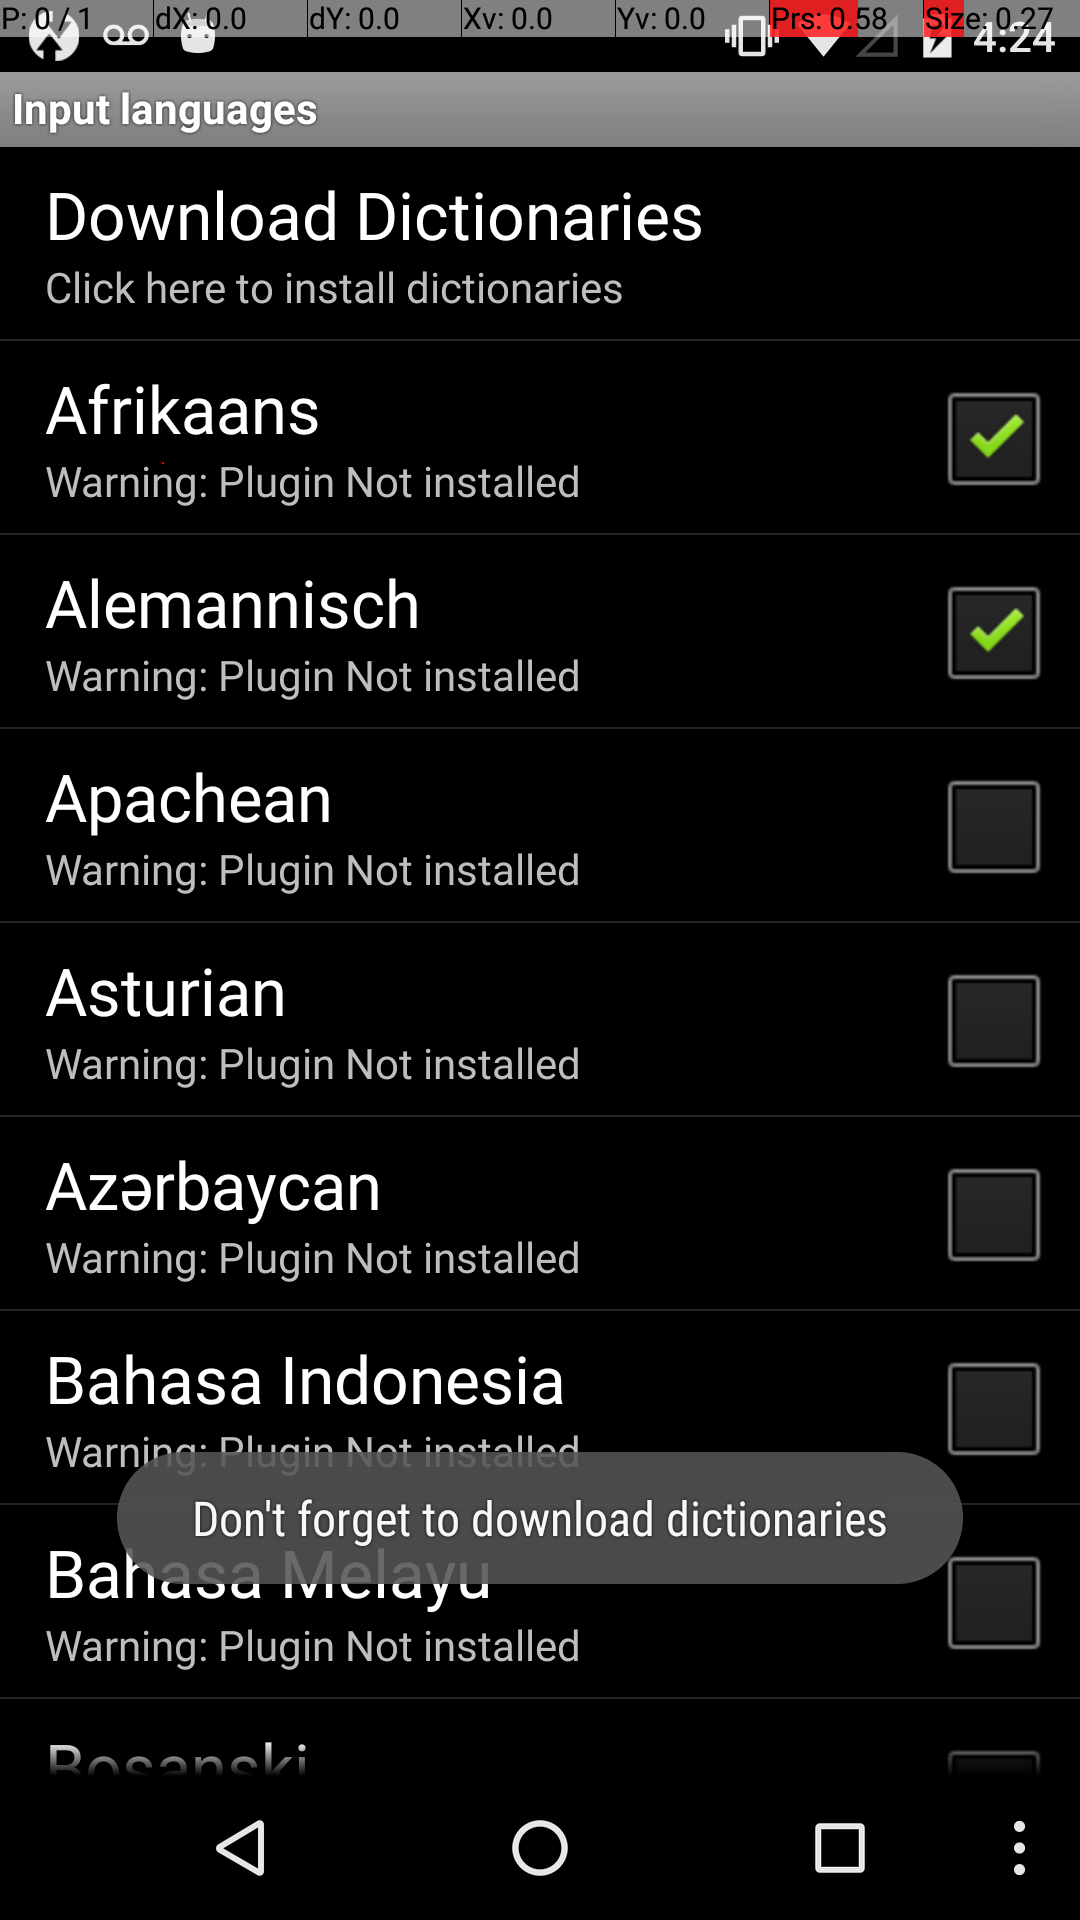 P: 0 / 1 dX: 0.0 dY: 0.0 Xv: 0.0 Yv: 0.0 Prs: 0.58 Size: 0.27
4:24
Input languages
Download Dictionaries
Click here to install dictionaries
Afrikaans
Warning: Plugin Not installed
Alemannisch
Warning: Plugin Not installed
Apachean
Warning: Plugin Not installed
Asturian
Warning: Plugin Not installed
Azərbaycan
Warning: Plugin Not installed
Bahasa Indonesia
Warning: Plugin Not installed
Don't forget to download dictionaries
Bahasa Melayu
Warning: Plugin Not installed
Bosanski